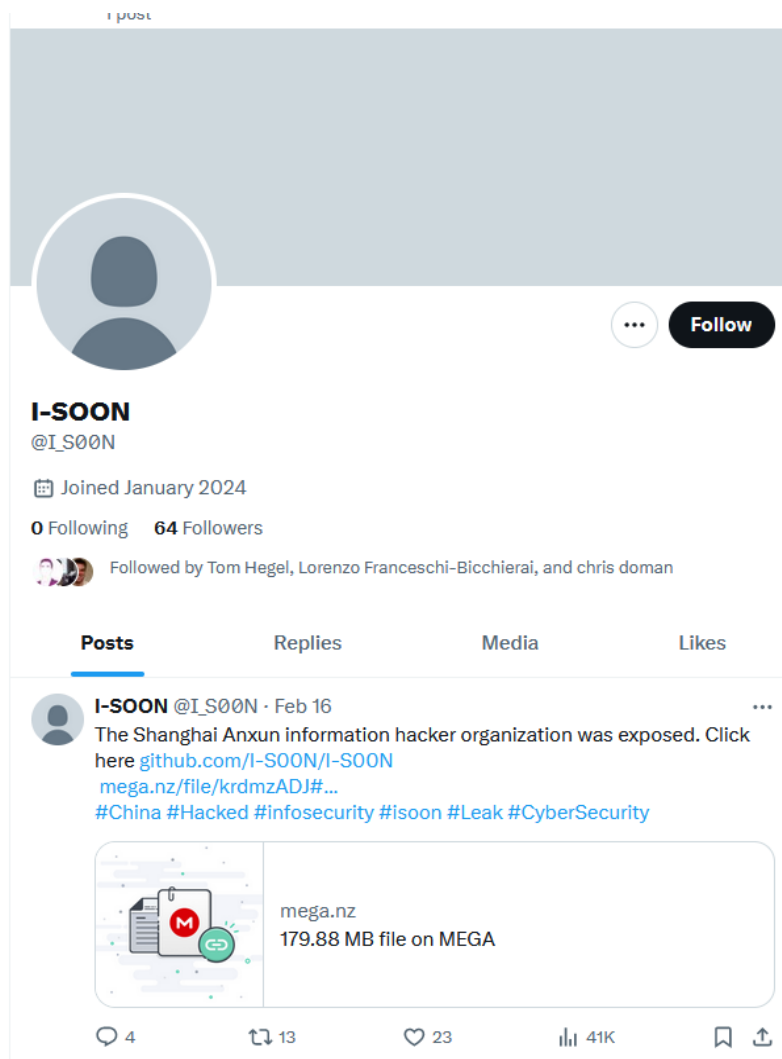 1 post
Follow
I-SOON
@I_S00N
Joined January 2024
0 Following 64 Followers
Followed by Tom Hegel, Lorenzo Franceschi-Bicchierai, and chris doman
Posts Replies Media Likes
I-SOON @I_S00N · Feb 16
The Shanghai Anxun information hacker organization was exposed. Click
here github.com/I-S00N/I-S00N
mega.nz/file/krdmzADJ#…
#China #Hacked #infosecurity #isoon #Leak #CyberSecurity
mega.nz
179.88 MB file on MEGA
4 13 23 41K